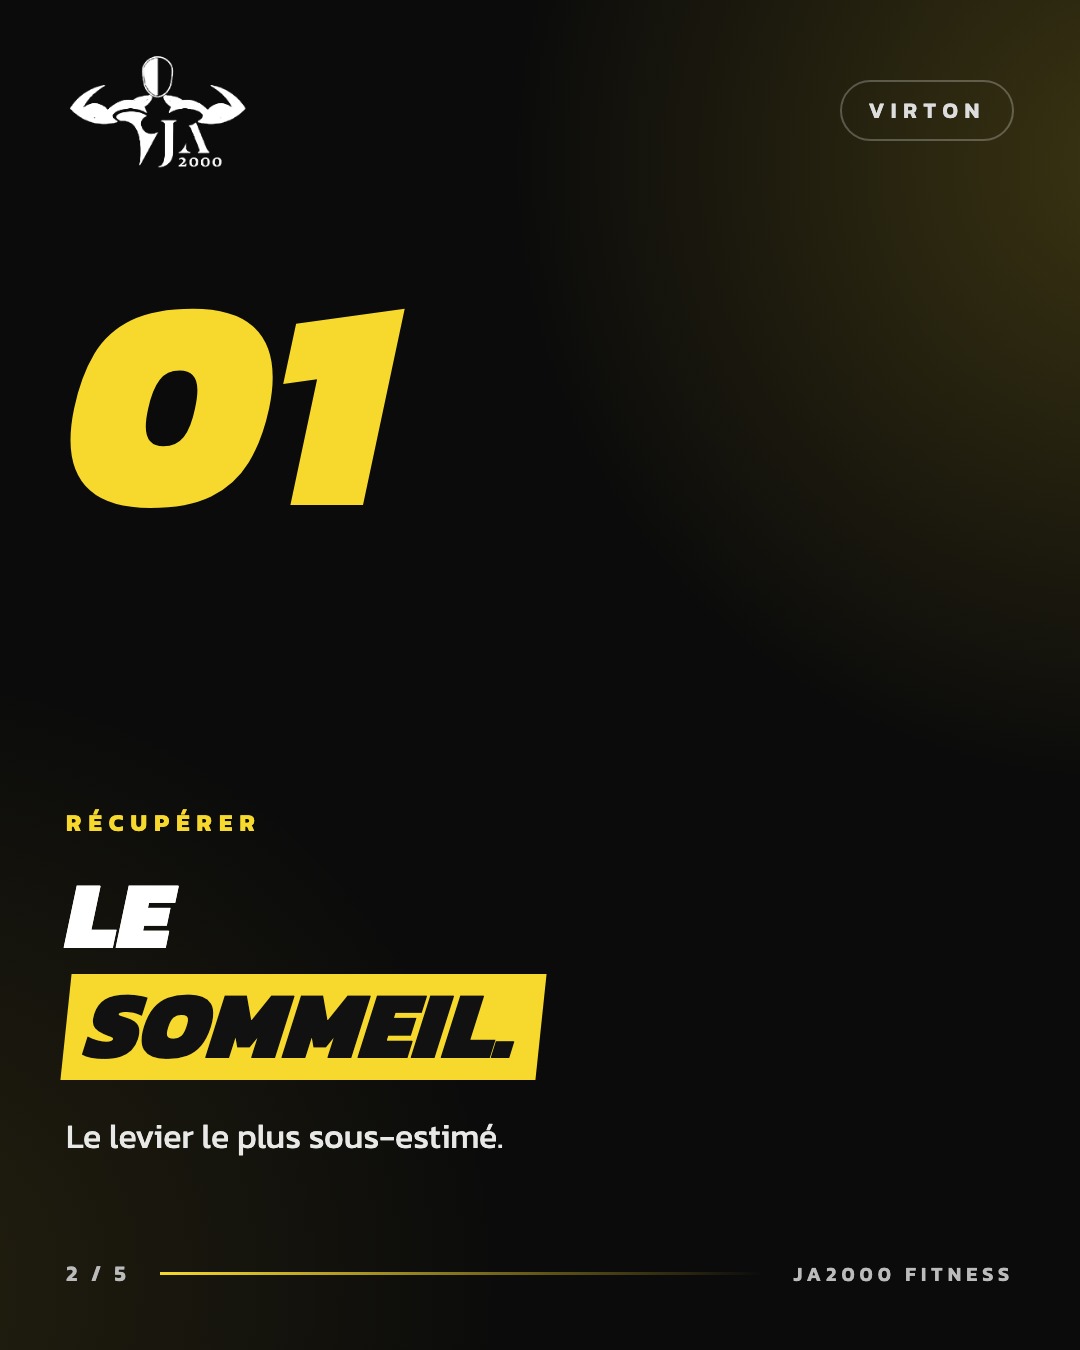 JA
2000
VIRTON
01
RÉCUPÉRER
LE
SOMMEIL.
Le levier le plus sous-estimé.
2 / 5
JA2000 FITNESS